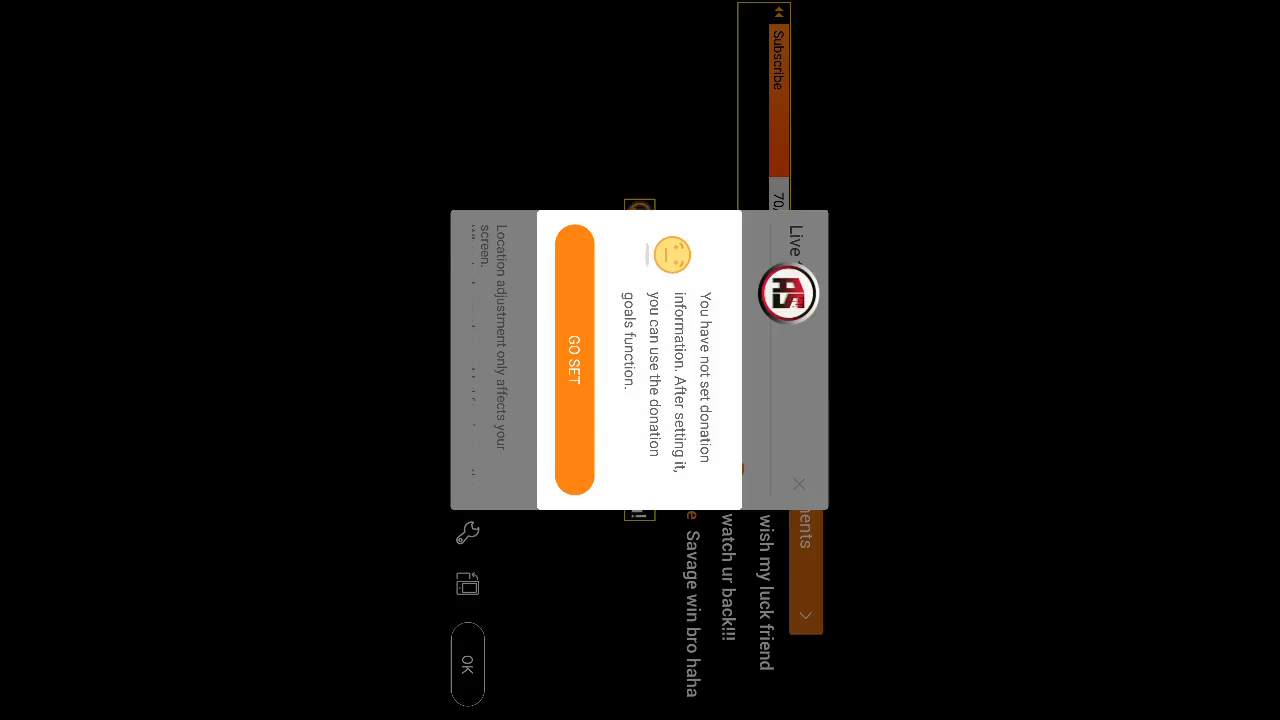 Live
ments
Subscribe
70,
wish my luck friend
watch ur back!!!
e Savage win bro haha
!!
You have not set donation
information. After setting it,
you can use the donation
goals function.
GO SET
Location adjustment only affects your
screen.
OK